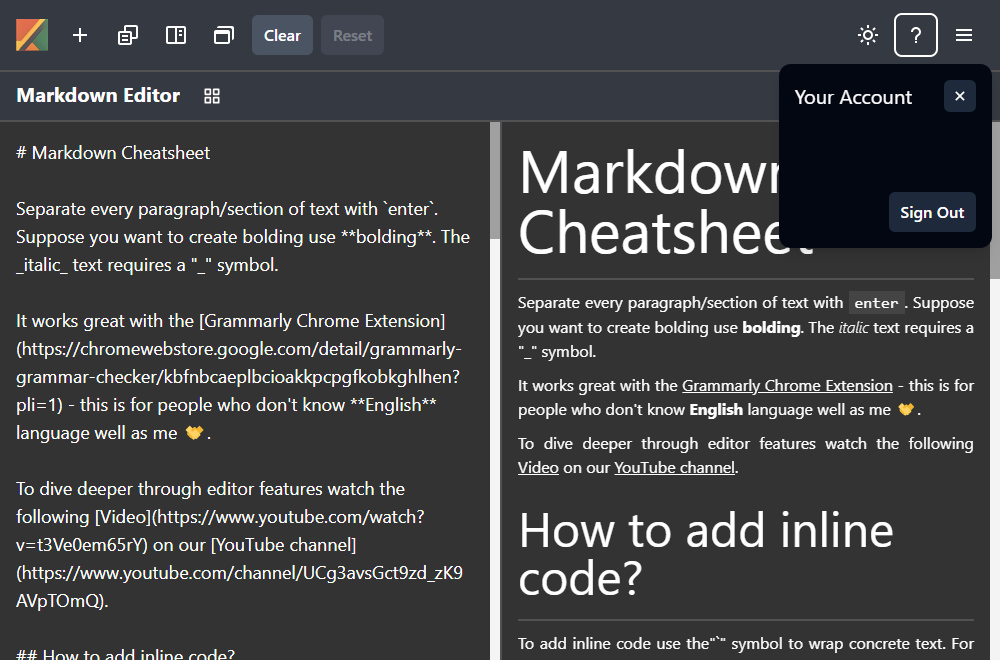 Clear
Reset
?
Markdown Editor
Your Account
Sign Out
# Markdown Cheatsheet
Separate every paragraph/section of text with `enter`.
Suppose you want to create bolding use **bolding**. The
_italic_ text requires a "_" symbol.
It works great with the [Grammarly Chrome Extension]
(https://chromewebstore.google.com/detail/grammarly-
grammar-checker/kbfnbcaeplbcioakkpcpgfkobkghlhen?
pli=1) - this is for people who don't know **English**
language well as me 🤝.
To dive deeper through editor features watch the
following [Video](https://www.youtube.com/watch?
v=t3Ve0em65rY) on our [YouTube channel]
(https://www.youtube.com/channel/UCg3avsGct9zd_zK9
AVpTOmQ).
## How to add inline code?
Markdown
Cheatsheet
Separate every paragraph/section of text with enter. Suppose
you want to create bolding use bolding. The italic text requires a
"_" symbol.
It works great with the Grammarly Chrome Extension - this is for
people who don't know English language well as me 🤝.
To dive deeper through editor features watch the following
Video on our YouTube channel.
How to add inline
code?
To add inline code use the"`" symbol to wrap concrete text. For